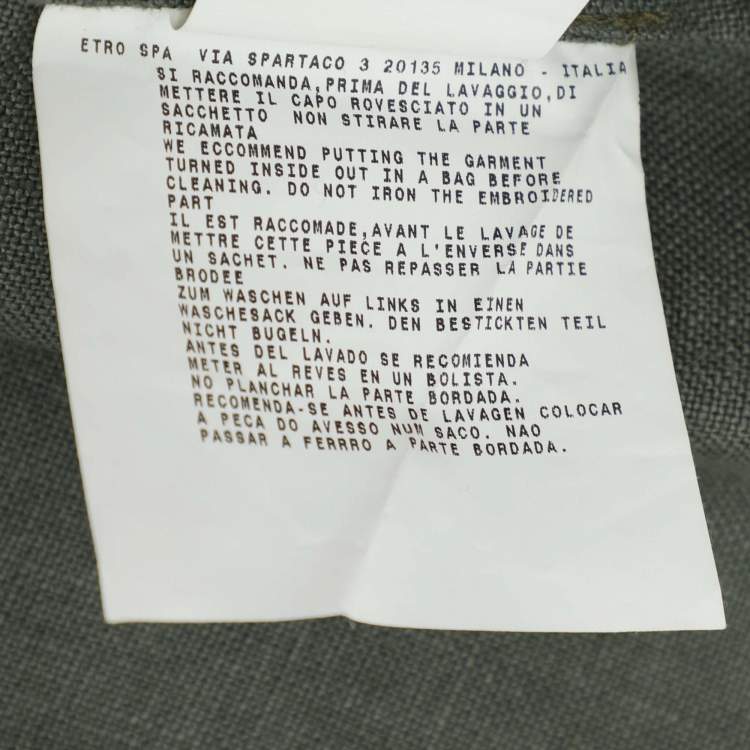 ETRO SPA VIA SPARTACO 3 20135 MILANO - ITALIA
SI RACCOMANDA,PRIMA DEL LAVAGGIO,DI
METTERE IL CAPO ROVESCIATO IN UN
SACCHETTO NON STIRARE LA PARTE
RICAMATA
WE ECCOMMEND PUTTING THE GARMENT
TURNED INSIDE OUT IN A BAG BEFORE
CLEANING. DO NOT IRON THE EMBROIDERED
PART
IL EST RACCOMADE,AVANT LE LAVAGE DE
METTRE CETTE PIECE A L'ENVERSE DANS
UN SACHET. NE PAS REPASSER LA PARTIE
BRODEE
ZUM WASCHEN AUF LINKS IN EINEN
WASCHESACK GEBEN. DEN BESTICKTEN TEIL
NICHT BUGELN.
ANTES DEL LAVADO SE RECOMIENDA
METER AL REVES EN UN BOLISTA.
NO PLANCHAR LA PARTE BORDADA.
RECOMENDA-SE ANTES DE LAVAGEN COLOCAR
A PECA DO AVESSO NUM SACO. NAO
PASSAR A FERRRO A PARTE BORDADA.